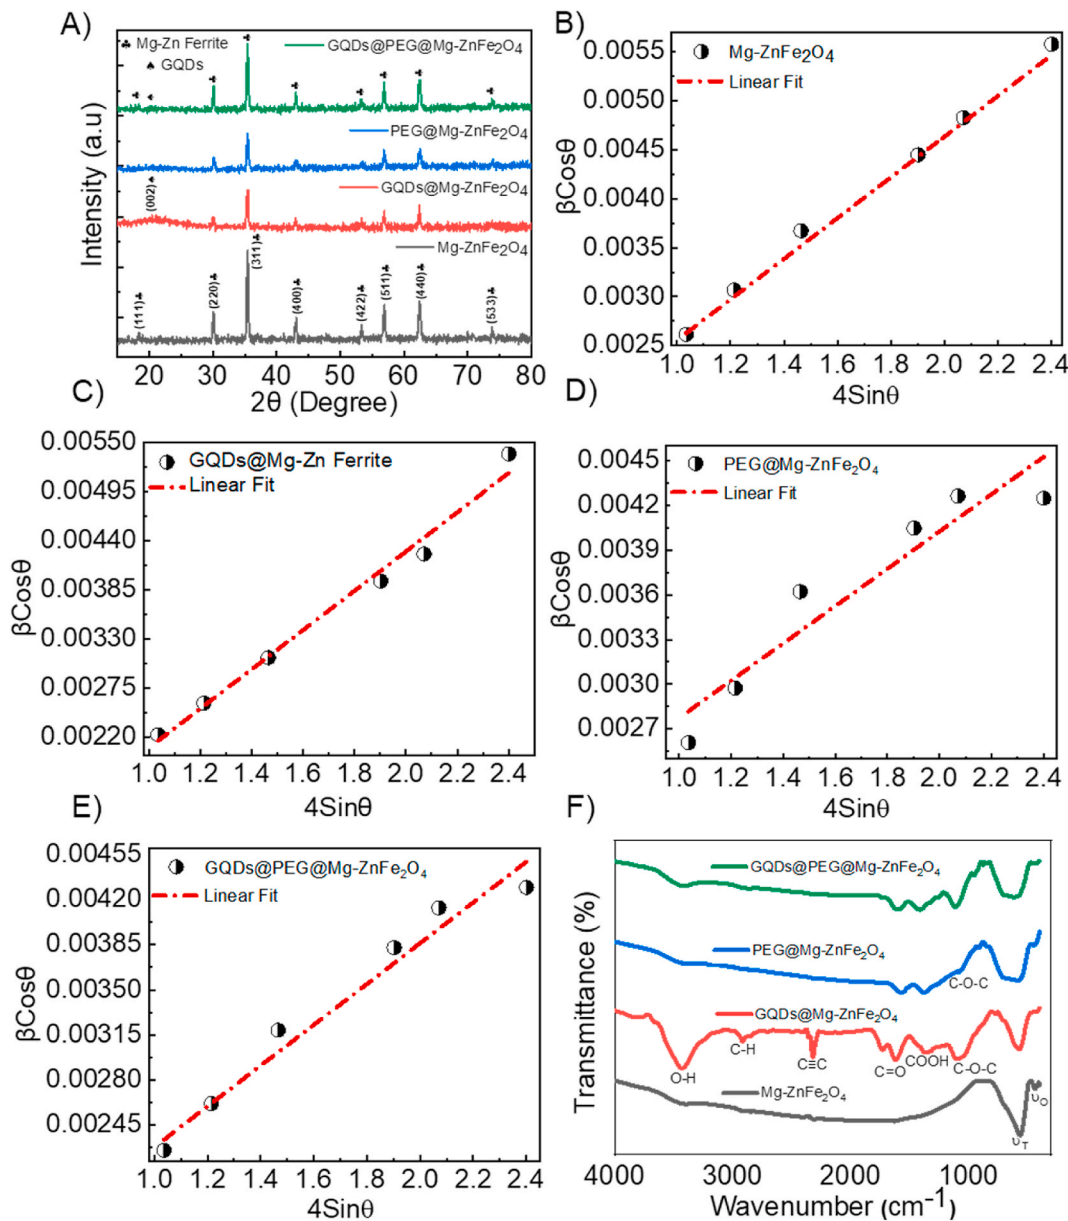 A)
♣ Mg-Zn Ferrite
♠ GQDs
GQDs@PEG@Mg-ZnFe₂O₄
PEG@Mg-ZnFe₂O₄
(002)♠
GQDs@Mg-ZnFe₂O₄
Mg-ZnFe₂O₄
(111)♣
(220)♣
(311)♣
(400)♣
(422)♣
(511)♣
(440)♣
(533)♣
Intensity (a.u)
20 30 40 50 60 70 80
2θ (Degree)
B)
Mg-ZnFe₂O₄
Linear Fit
0.0055
0.0050
0.0045
0.0040
0.0035
0.0030
0.0025
βCosθ
1.0 1.2 1.4 1.6 1.8 2.0 2.2 2.4
4Sinθ
C)
GQDs@Mg-Zn Ferrite
Linear Fit
0.00550
0.00495
0.00440
0.00385
0.00330
0.00275
0.00220
βCosθ
1.0 1.2 1.4 1.6 1.8 2.0 2.2 2.4
4Sinθ
D)
PEG@Mg-ZnFe₂O₄
Linear Fit
0.0045
0.0042
0.0039
0.0036
0.0033
0.0030
0.0027
βCosθ
1.0 1.2 1.4 1.6 1.8 2.0 2.2 2.4
4Sinθ
E)
GQDs@PEG@Mg-ZnFe₂O₄
Linear Fit
0.00455
0.00420
0.00385
0.00350
0.00315
0.00280
0.00245
βCosθ
1.0 1.2 1.4 1.6 1.8 2.0 2.2 2.4
4Sinθ
F)
GQDs@PEG@Mg-ZnFe₂O₄
PEG@Mg-ZnFe₂O₄
C-O-C
GQDs@Mg-ZnFe₂O₄
O-H
C-H
C≡C
C=O
COOH
C-O-C
Mg-ZnFe₂O₄
υO
υT
Transmittance (%)
4000 3000 2000 1000
Wavenumber (cm⁻¹)